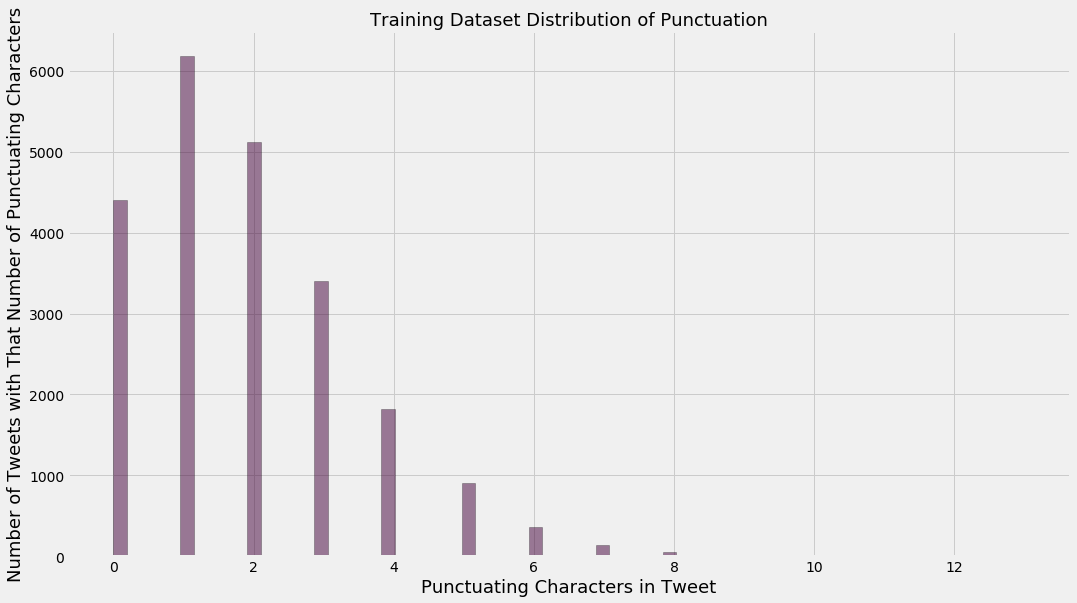 Training Dataset Distribution of Punctuation
Number of Tweets with That Number of Punctuating Characters
6000
5000
4000
3000
2000
1000
0
0 2 4 6 8 10 12
Punctuating Characters in Tweet